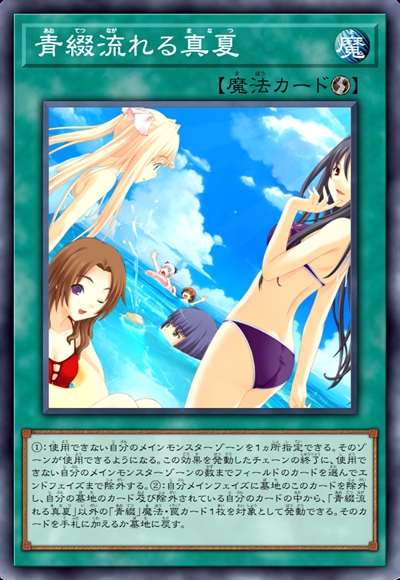 青綴流れる真夏
魔
【魔法カード】
①:使用できない自分のメインモンスターゾーンを1ヵ所指定できる。そのゾ
ーンが使用できるようになる。この効果を発動したチェーンの終了に、使用で
きない自分のメインモンスターゾーンの数までフィールドのカードを選んでエ
ンドフェイズまで除外する。②:自分メインフェイズに墓地のこのカードを除外
し、自分の墓地のカード及び除外されている自分のカードの中から、「青綴流
れる真夏」以外の「青綴」魔法・罠カード1枚を対象として発動できる。そのカ
ードを手札に加えるか墓地に戻す。